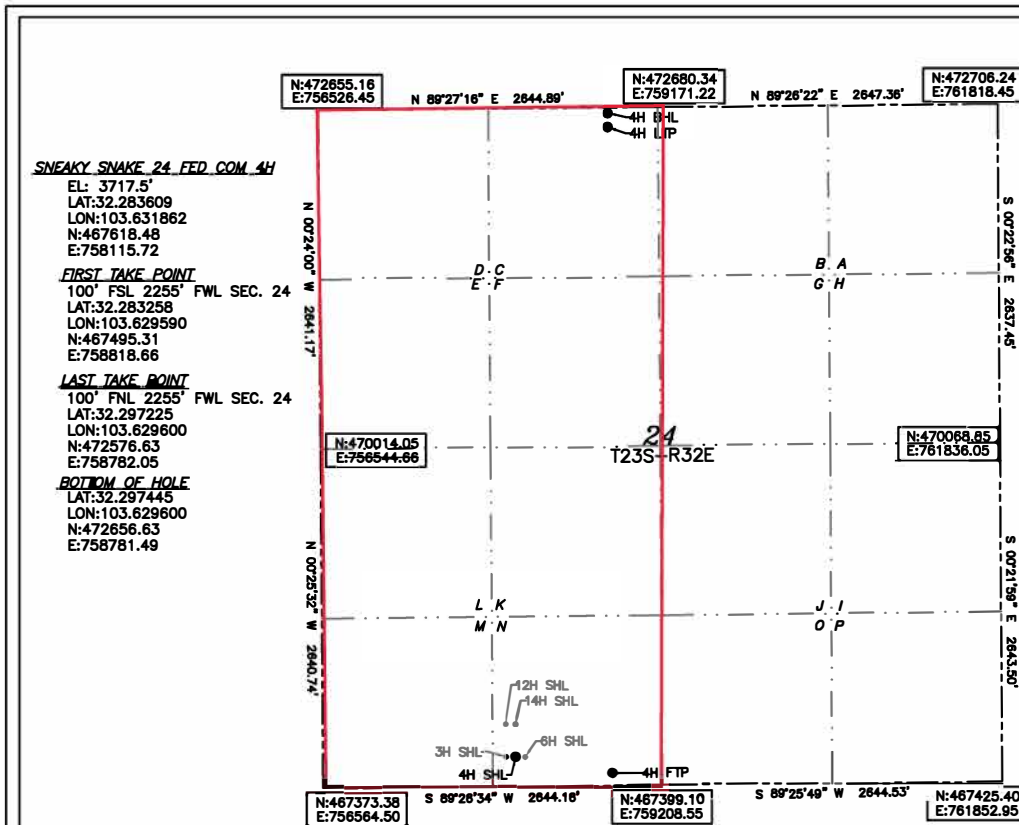 N:472655.16
E:756526.45
N 89°27'16" E 2644.89'
N:472680.34
E:759171.22
N 89°26'22" E 2647.36'
N:472706.24
E:761818.45
4H BHL
4H LTP
SNEAKY SNAKE 24 FED COM 4H
EL: 3717.5'
LAT:32.283609
LON:103.631862
N:467618.48
E:758115.72
FIRST TAKE POINT
100' FSL 2255' FWL SEC. 24
LAT:32.283258
LON:103.629590
N:467495.31
E:758818.66
LAST TAKE POINT
100' FNL 2255' FWL SEC. 24
LAT:32.297225
LON:103.629600
N:472576.63
E:758782.05
BOTTOM OF HOLE
LAT:32.297445
LON:103.629600
N:472656.63
E:758781.49
N 00°24'00" W 2641.17'
D C
E F
B A
G H
S 00°22'56" E 2637.45'
N:470014.05
E:756544.66
24
T23S-R32E
N:470068.85
E:761836.05
N 00°25'32" W 2640.74'
L K
M N
J I
O P
S 00°21'59" E 2643.50'
12H SHL
14H SHL
3H SHL
6H SHL
4H SHL
4H FTP
N:467373.38
E:756564.50
S 89°26'34" W 2644.16'
N:467399.10
E:759208.55
S 89°25'49" W 2644.53'
N:467425.40
E:761852.95